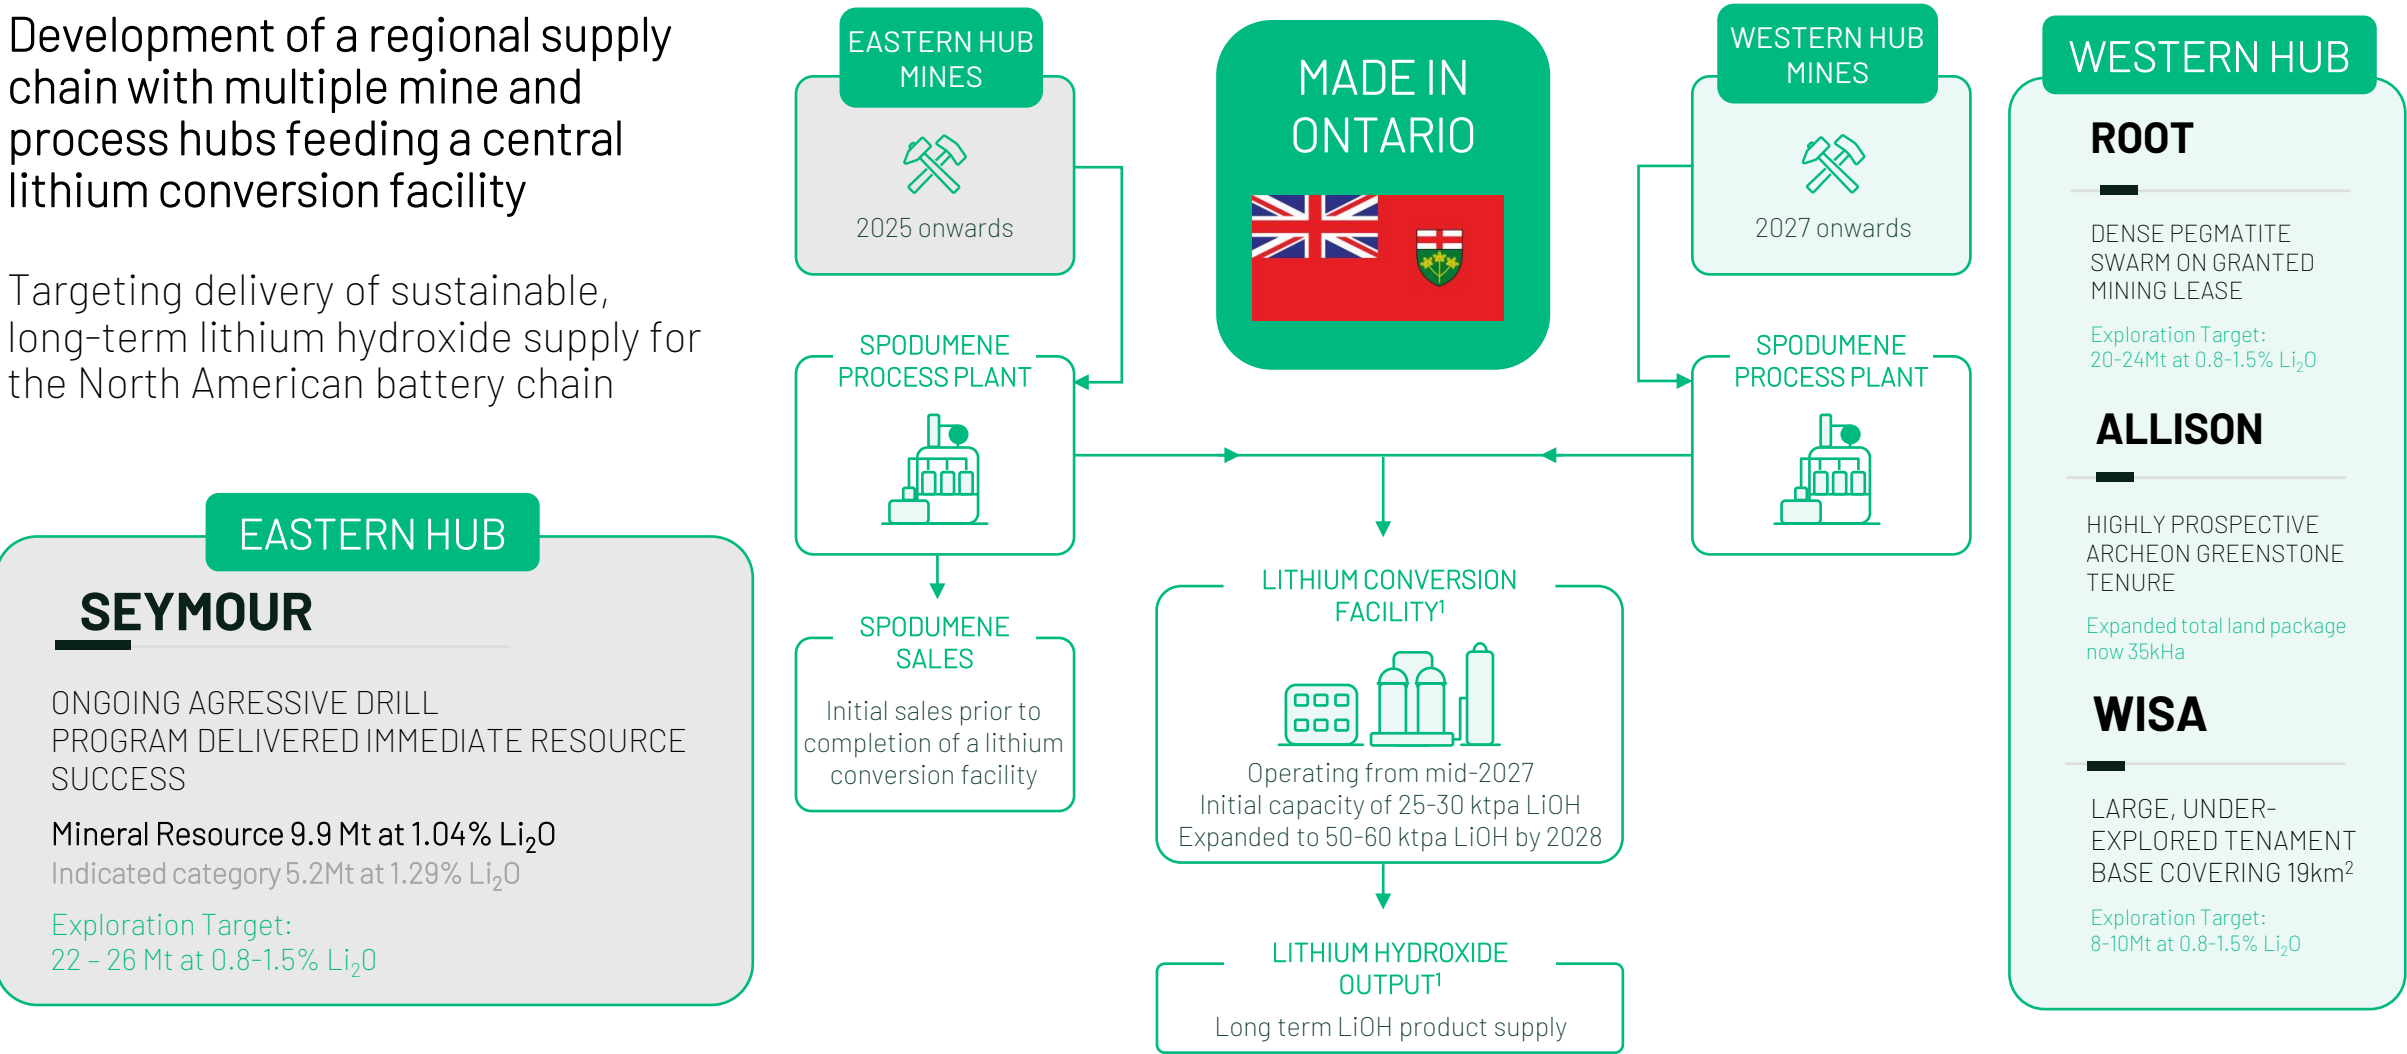 Development of a regional supply
chain with multiple mine and
process hubs feeding a central
lithium conversion facility
Targeting delivery of sustainable,
long-term lithium hydroxide supply for
the North American battery chain
EASTERN HUB
SEYMOUR
ONGOING AGRESSIVE DRILL
PROGRAM DELIVERED IMMEDIATE RESOURCE
SUCCESS
Mineral Resource 9.9 Mt at 1.04% Li₂O
Indicated category 5.2Mt at 1.29% Li₂O
Exploration Target:
22 – 26 Mt at 0.8-1.5% Li₂O
EASTERN HUB
MINES
2025 onwards
SPODUMENE
PROCESS PLANT
SPODUMENE
SALES
Initial sales prior to
completion of a lithium
conversion facility
MADE IN
ONTARIO
LITHIUM CONVERSION
FACILITY¹
Operating from mid-2027
Initial capacity of 25-30 ktpa LiOH
Expanded to 50-60 ktpa LiOH by 2028
LITHIUM HYDROXIDE
OUTPUT¹
Long term LiOH product supply
WESTERN HUB
MINES
2027 onwards
SPODUMENE
PROCESS PLANT
WESTERN HUB
ROOT
DENSE PEGMATITE
SWARM ON GRANTED
MINING LEASE
Exploration Target:
20-24Mt at 0.8-1.5% Li₂O
ALLISON
HIGHLY PROSPECTIVE
ARCHEON GREENSTONE
TENURE
Expanded total land package
now 35kHa
WISA
LARGE, UNDER-
EXPLORED TENAMENT
BASE COVERING 19km²
Exploration Target:
8-10Mt at 0.8-1.5% Li₂O